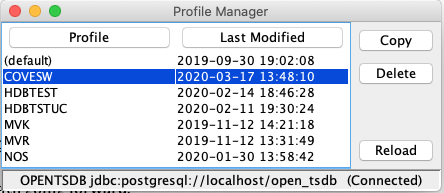 Profile Manager
Profile Last Modified Copy
(default) 2019-09-30 19:02:08
COVESW 2020-03-17 13:48:10 Delete
HDBTEST 2020-02-14 18:46:28
HDBTSTUC 2020-02-11 19:30:24
MVK 2019-11-12 14:21:18
MVR 2019-11-12 13:31:49
NOS 2020-01-30 13:58:42 Reload
OPENTSDB jdbc:postgresql://localhost/open_tsdb (Connected)